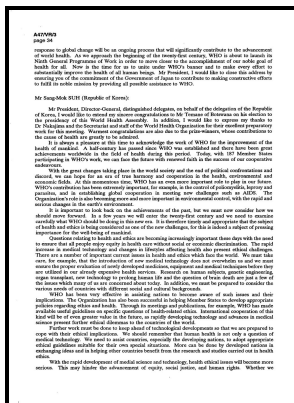 A47/VR/3
page 34
response to global change will be an ongoing process that will significantly contribute to the advancement
of world health. As we approach the beginning of the twenty-first century, WHO is about to launch its
Ninth General Programme of Work in order to move closer to the accomplishment of our noble goal of
health for all. Now is the time for us to unite under WHO's banner and to make every effort to
substantially improve the health of all human beings. Mr President, I would like to close this address by
ensuring you of the commitment of the Government of Japan to continue to making constructive efforts
to fulfil its noble mission by providing all possible assistance to WHO.
Mr Sang-Mok SUH (Republic of Korea):
Mr President, Director-General, distinguished delegates, on behalf of the delegation of the Republic
of Korea, I would like to extend my sincere congratulations to Mr Temane of Botswana on his election to
the presidency of this World Health Assembly. In addition, I would like to express my thanks to
Dr Nakajima and the Secretariat and staff of the World Health Organization for their excellent preparatory
work for this meeting. Warmest congratulations are also due to the prize-winners, whose contributions to
the cause of health are greatly to be admired.
It is always a pleasure at this time to acknowledge the work of WHO for the improvement of the
health of mankind. A half-century has passed since WHO was established and there have been great
achievements worldwide in the field of health during this period. Today, with 187 Member States
participating in WHO's work, we can face the future with renewed faith in the success of our cooperative
endeavours.
With the great changes taking place in the world society and the end of political confrontations and
discord, we can hope for an era of true harmony and cooperation in the health, environmental and
economic fields. At this momentous time, WHO has an even more important role to play in our future.
WHO's contribution has been extremely important, for example, in the control of poliomyelitis, leprosy and
parasites, and in establishing global cooperation in meeting new challenges such as AIDS. The
Organization's role is also becoming more and more important in environmental control, with the rapid and
serious changes in the earth's environment.
It is important to look back on the achievements of the past, but we must now consider how we
should move forward. In a few years we will enter the twenty-first century and we need to examine
carefully what WHO should be doing in this new era. It is therefore timely and appropriate that the subject
of health and ethics is being considered as one of the new challenges, for this is indeed a subject of pressing
importance for the well-being of mankind.
Questions relating to health and ethics are becoming increasingly important these days with the need
to ensure that all people enjoy equity in health care without social or economic discrimination. The rapid
increase in medical technology and changes in lifestyles affecting health also present ethical challenges.
There are a number of important current issues in health and ethics which face the world. We must take
care, for example, that the introduction of new medical technology does not overwhelm us and we must
ensure the proper evaluation of newly developed medicines, equipment and medical technology before they
are utilized in our already expensive health services. Research on human subjects, genetic engineering,
organ transplant, new technology to prolong human life and the question of brain death are just a few of
the issues which many of us are concerned about today. In addition, we must be prepared to consider the
various needs of countries with different social and cultural backgrounds.
WHO has been very effective in assisting nations to become aware of such issues and their
implications. The Organization has also been successful in helping Member States to develop appropriate
policies regarding ethics and health. Through its meetings and publications, for example, WHO has made
available useful guidelines on specific questions of health-related ethics. International cooperation of this
kind will be of even greater value in the future, as rapidly developing technology and advances in medical
science present further ethical dilemmas to the countries of the world.
Further work must be done to keep ahead of technological developments so that we are prepared to
cope with their ethical implications. We should remember that human health is not only a question of
medical technology. We need to assist countries, especially the developing nations, to adopt appropriate
ethical guidelines suitable for their own special situations. More can be done by developed nations in
exchanging ideas and in helping other countries benefit from the research and studies carried out in health
ethics.
With the rapid development of medical science and technology, health ethical issues will become more
serious. This may hinder the advancement of equity, social justice, and human rights. Whether we